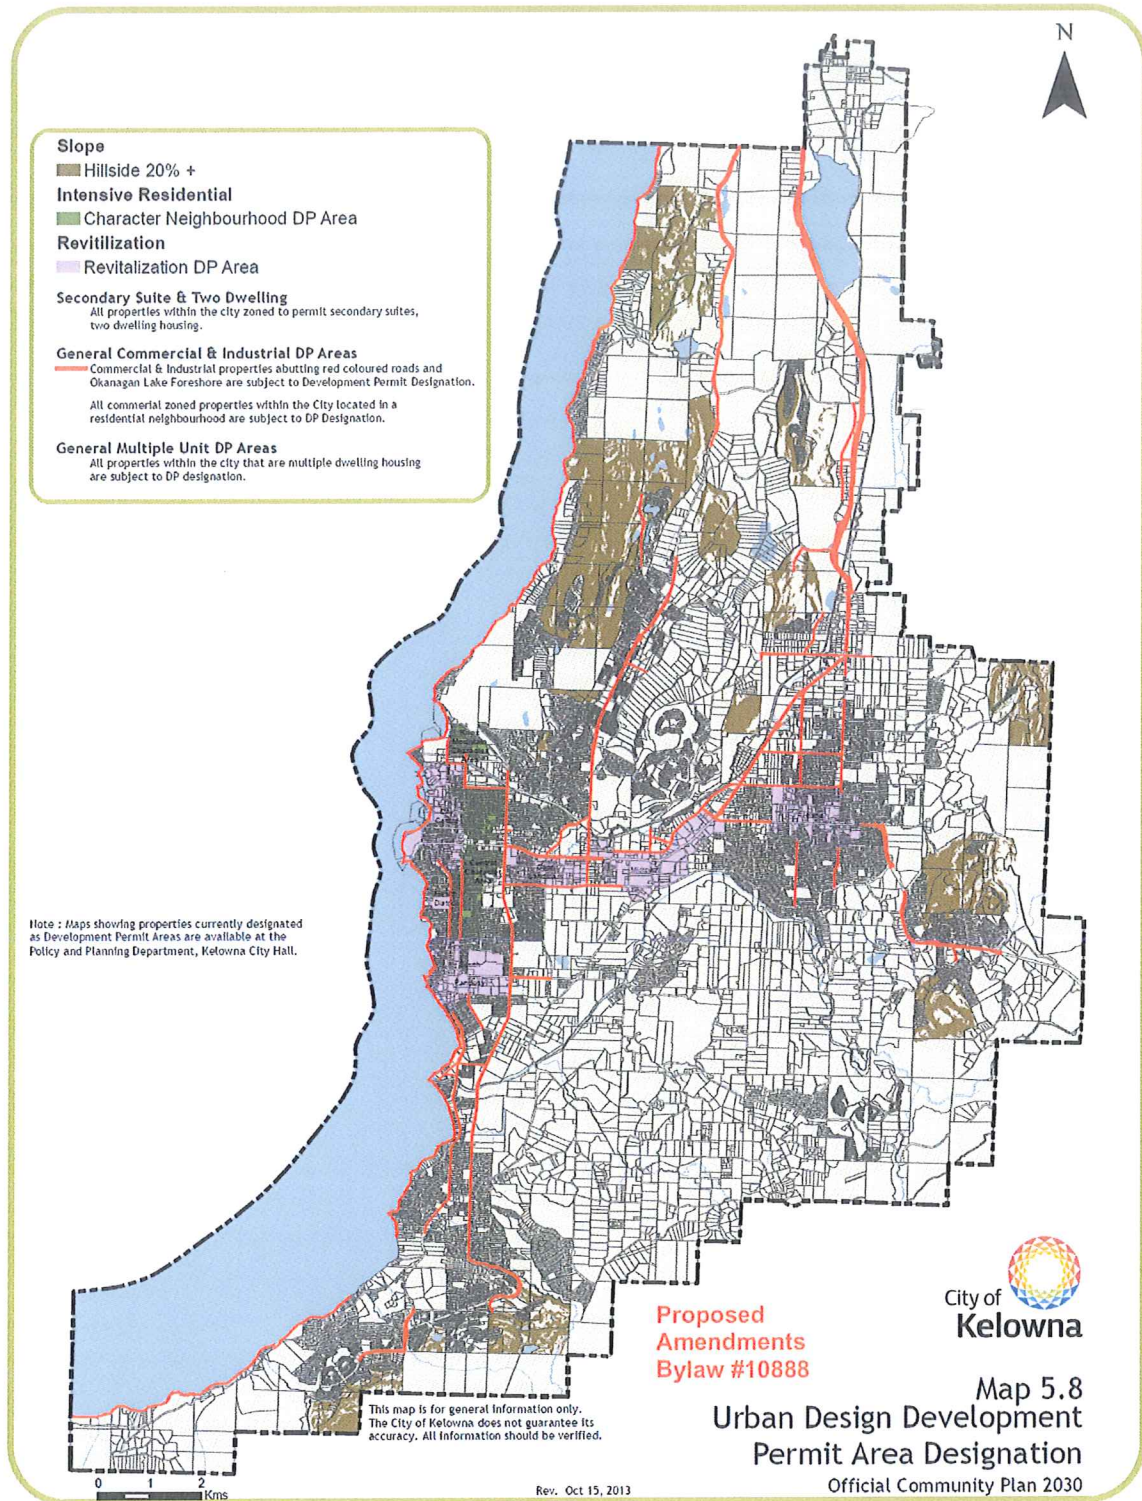 N
Slope
Hillside 20% +
Intensive Residential
Character Neighbourhood DP Area
Revitilization
Revitalization DP Area
Secondary Suite & Two Dwelling
All properties within the city zoned to permit secondary suites,
two dwelling housing.
General Commercial & Industrial DP Areas
Commercial & Industrial properties abutting red coloured roads and
Okanagan Lake Foreshore are subject to Development Permit Designation.
All commerial zoned properties within the City located in a
residential neighbourhood are subject to DP Designation.
General Multiple Unit DP Areas
All properties within the city that are multiple dwelling housing
are subject to DP designation.
Note : Maps showing properties currently designated
as Development Permit Areas are available at the
Policy and Planning Department, Kelowna City Hall.
Proposed
Amendments
Bylaw #10888
City of
Kelowna
Map 5.8
Urban Design Development
Permit Area Designation
Official Community Plan 2030
This map is for general information only.
The City of Kelowna does not guarantee its
accuracy. All information should be verified.
0 1 2
Kms
Rev. Oct 15, 2013